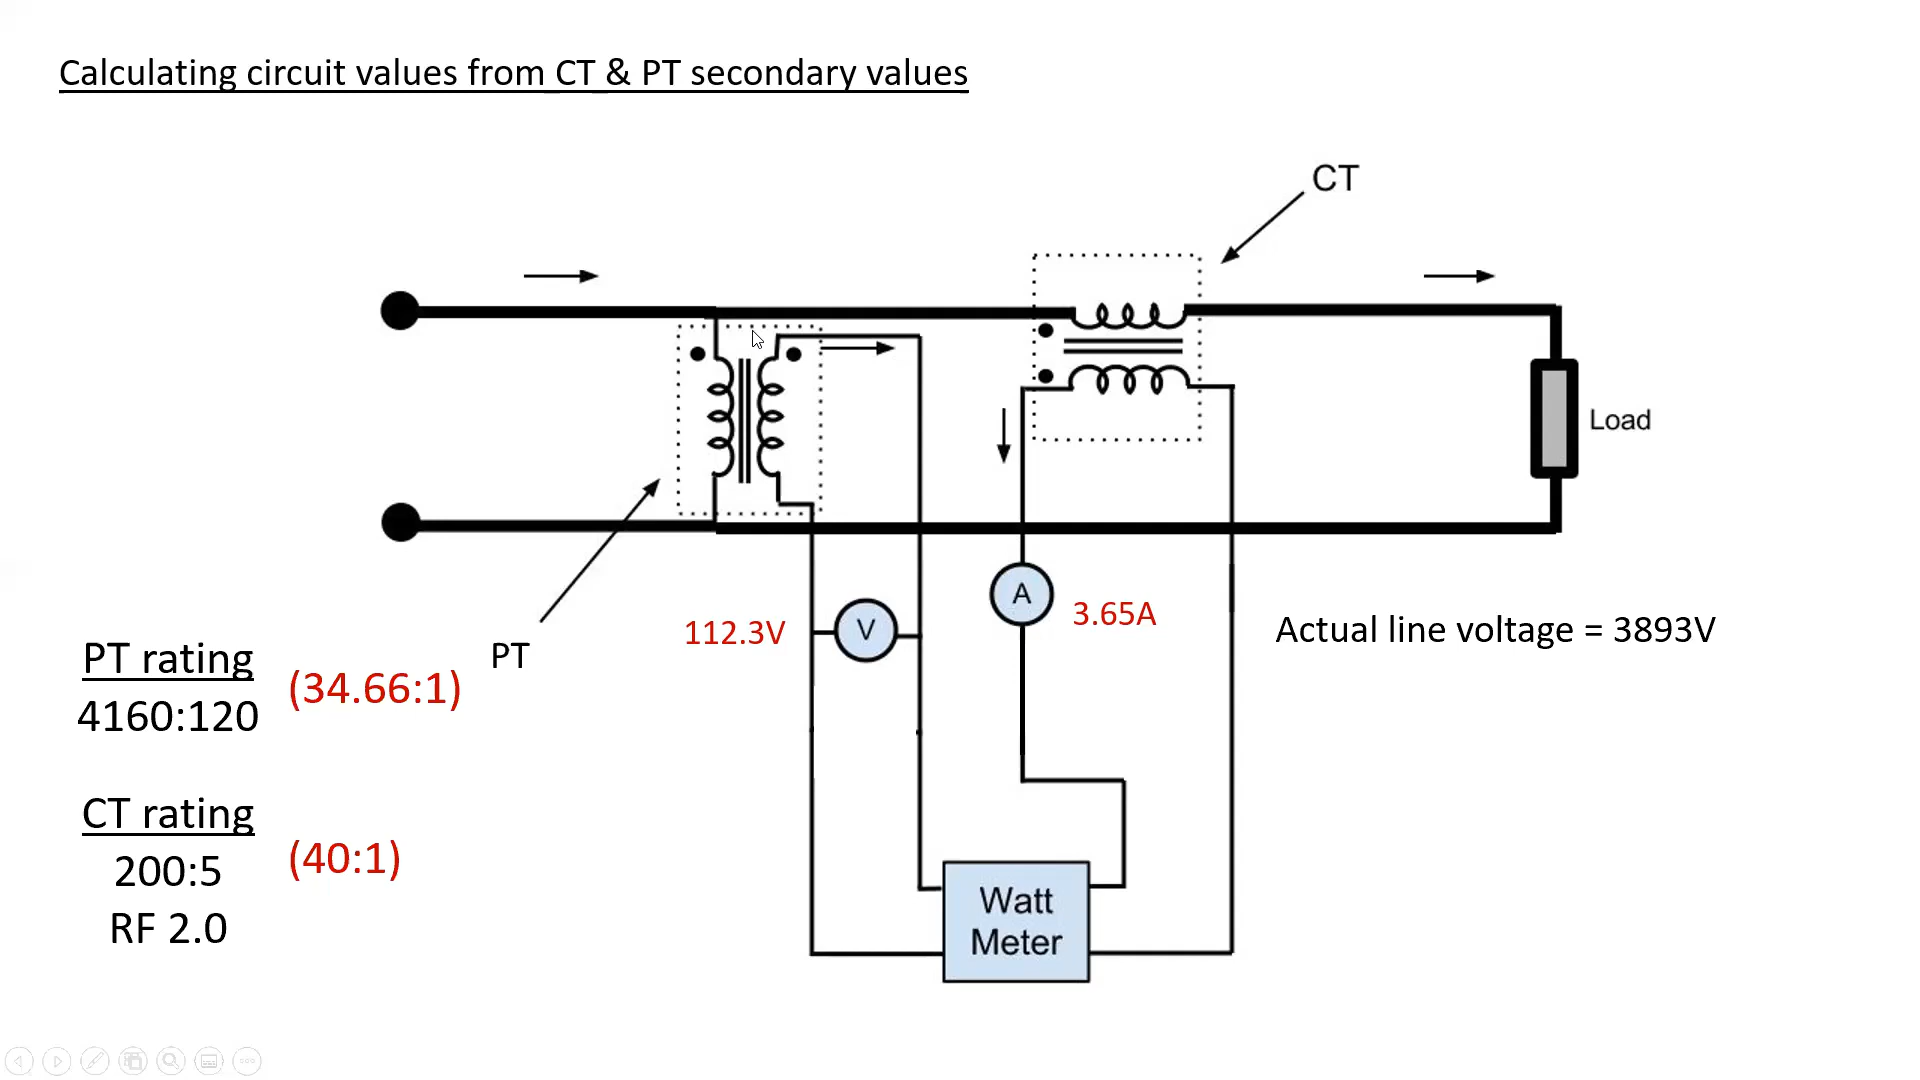 Calculating circuit values from CT & PT secondary values
CT
Load
A
3.65A
112.3V
V
Actual line voltage = 3893V
PT
PT rating
4160:120
(34.66:1)
CT rating
200:5
RF 2.0
(40:1)
Watt
Meter